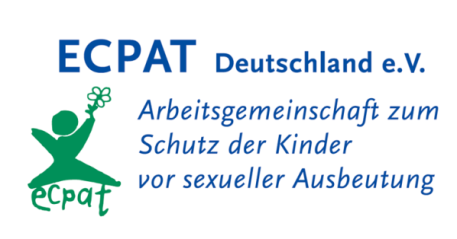 ECPAT Deutschland e.V.
Arbeitsgemeinschaft zum
Schutz der Kinder
vor sexueller Ausbeutung
ecpat